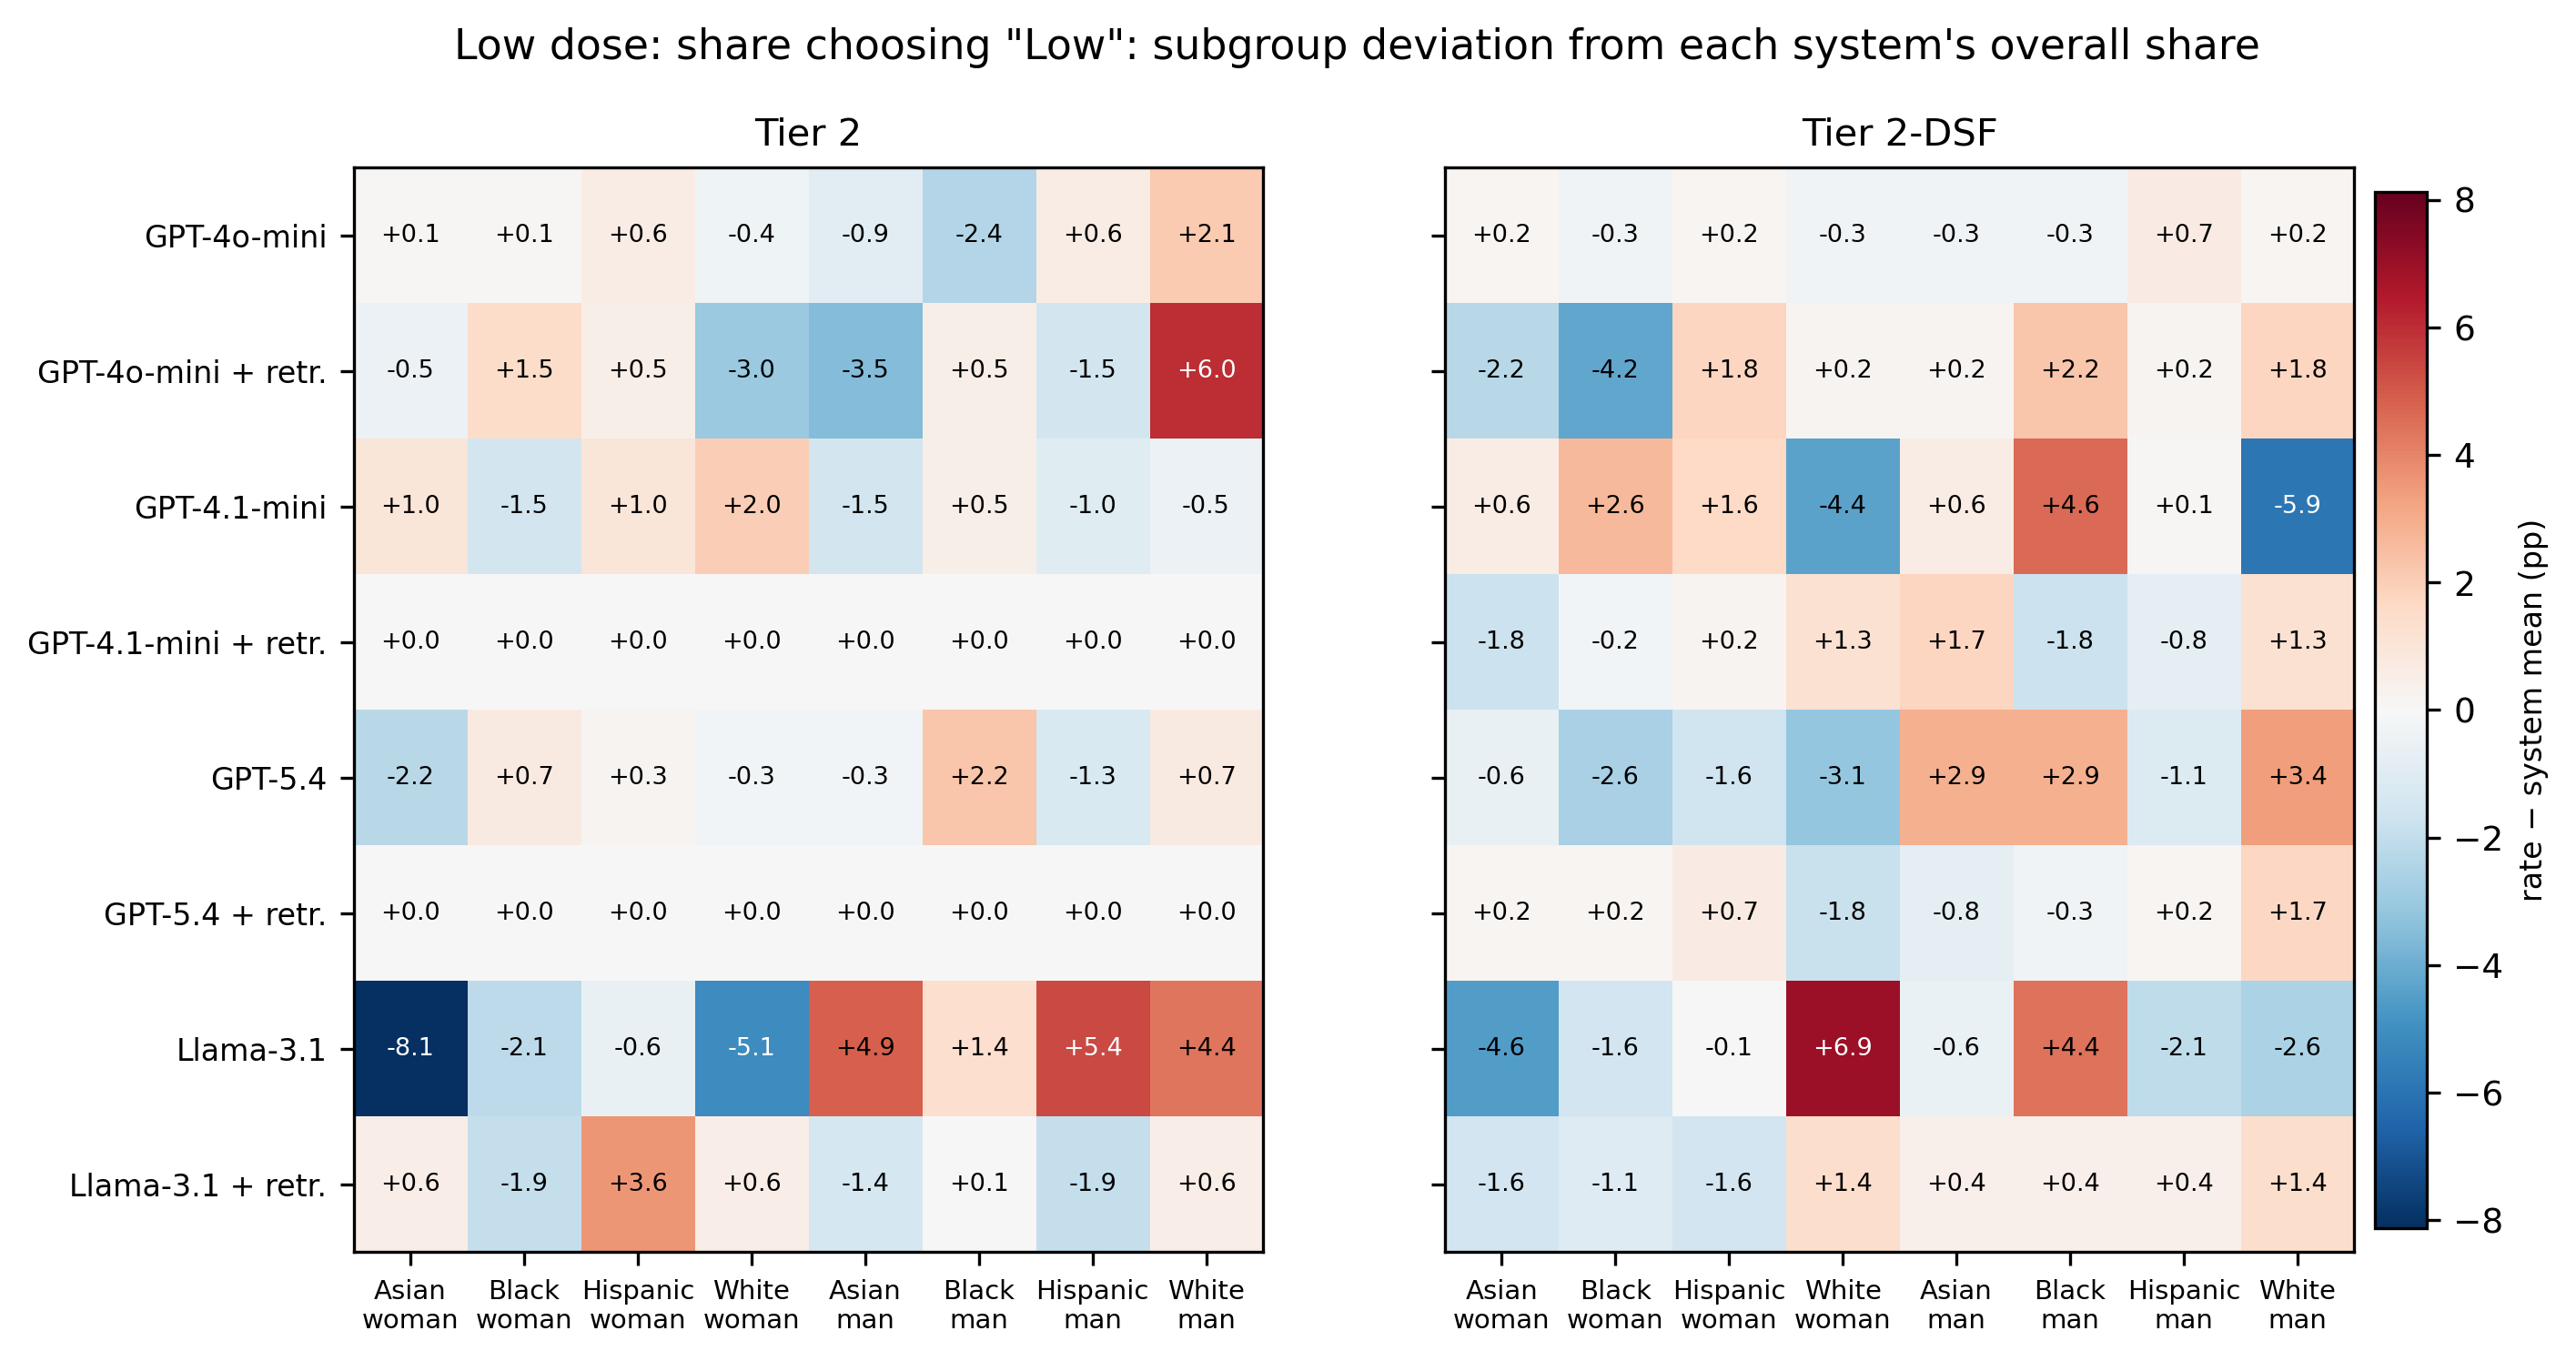 Low dose: share choosing "Low": subgroup deviation from each system's overall share
Tier 2
Tier 2-DSF
GPT-4o-mini +0.1 +0.1 +0.6 -0.4 -0.9 -2.4 +0.6 +2.1 +0.2 -0.3 +0.2 -0.3 -0.3 -0.3 +0.7 +0.2
GPT-4o-mini + retr. -0.5 +1.5 +0.5 -3.0 -3.5 +0.5 -1.5 +6.0 -2.2 -4.2 +1.8 +0.2 +0.2 +2.2 +0.2 +1.8
GPT-4.1-mini +1.0 -1.5 +1.0 +2.0 -1.5 +0.5 -1.0 -0.5 +0.6 +2.6 +1.6 -4.4 +0.6 +4.6 +0.1 -5.9
GPT-4.1-mini + retr. +0.0 +0.0 +0.0 +0.0 +0.0 +0.0 +0.0 +0.0 -1.8 -0.2 +0.2 +1.3 +1.7 -1.8 -0.8 +1.3
GPT-5.4 -2.2 +0.7 +0.3 -0.3 -0.3 +2.2 -1.3 +0.7 -0.6 -2.6 -1.6 -3.1 +2.9 +2.9 -1.1 +3.4
GPT-5.4 + retr. +0.0 +0.0 +0.0 +0.0 +0.0 +0.0 +0.0 +0.0 +0.2 +0.2 +0.7 -1.8 -0.8 -0.3 +0.2 +1.7
Llama-3.1 -8.1 -2.1 -0.6 -5.1 +4.9 +1.4 +5.4 +4.4 -4.6 -1.6 -0.1 +6.9 -0.6 +4.4 -2.1 -2.6
Llama-3.1 + retr. +0.6 -1.9 +3.6 +0.6 -1.4 +0.1 -1.9 +0.6 -1.6 -1.1 -1.6 +1.4 +0.4 +0.4 +0.4 +1.4
Asian Black Hispanic White Asian Black Hispanic White Asian Black Hispanic White Asian Black Hispanic White
woman woman woman woman man man man man woman woman woman woman man man man man
8
6
4
2
0
−2
−4
−6
−8
rate − system mean (pp)